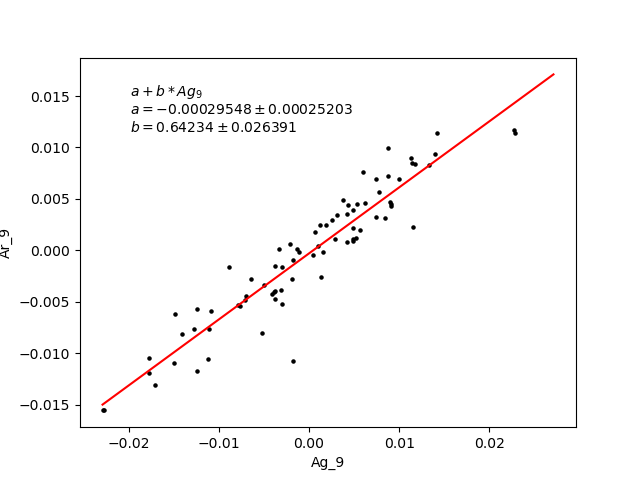 a + b * Ag₉
a = −0.00029548 ± 0.00025203
b = 0.64234 ± 0.026391
0.015
0.010
0.005
0.000
−0.005
−0.010
−0.015
Ar_9
−0.02
−0.01
0.00
0.01
0.02
Ag_9